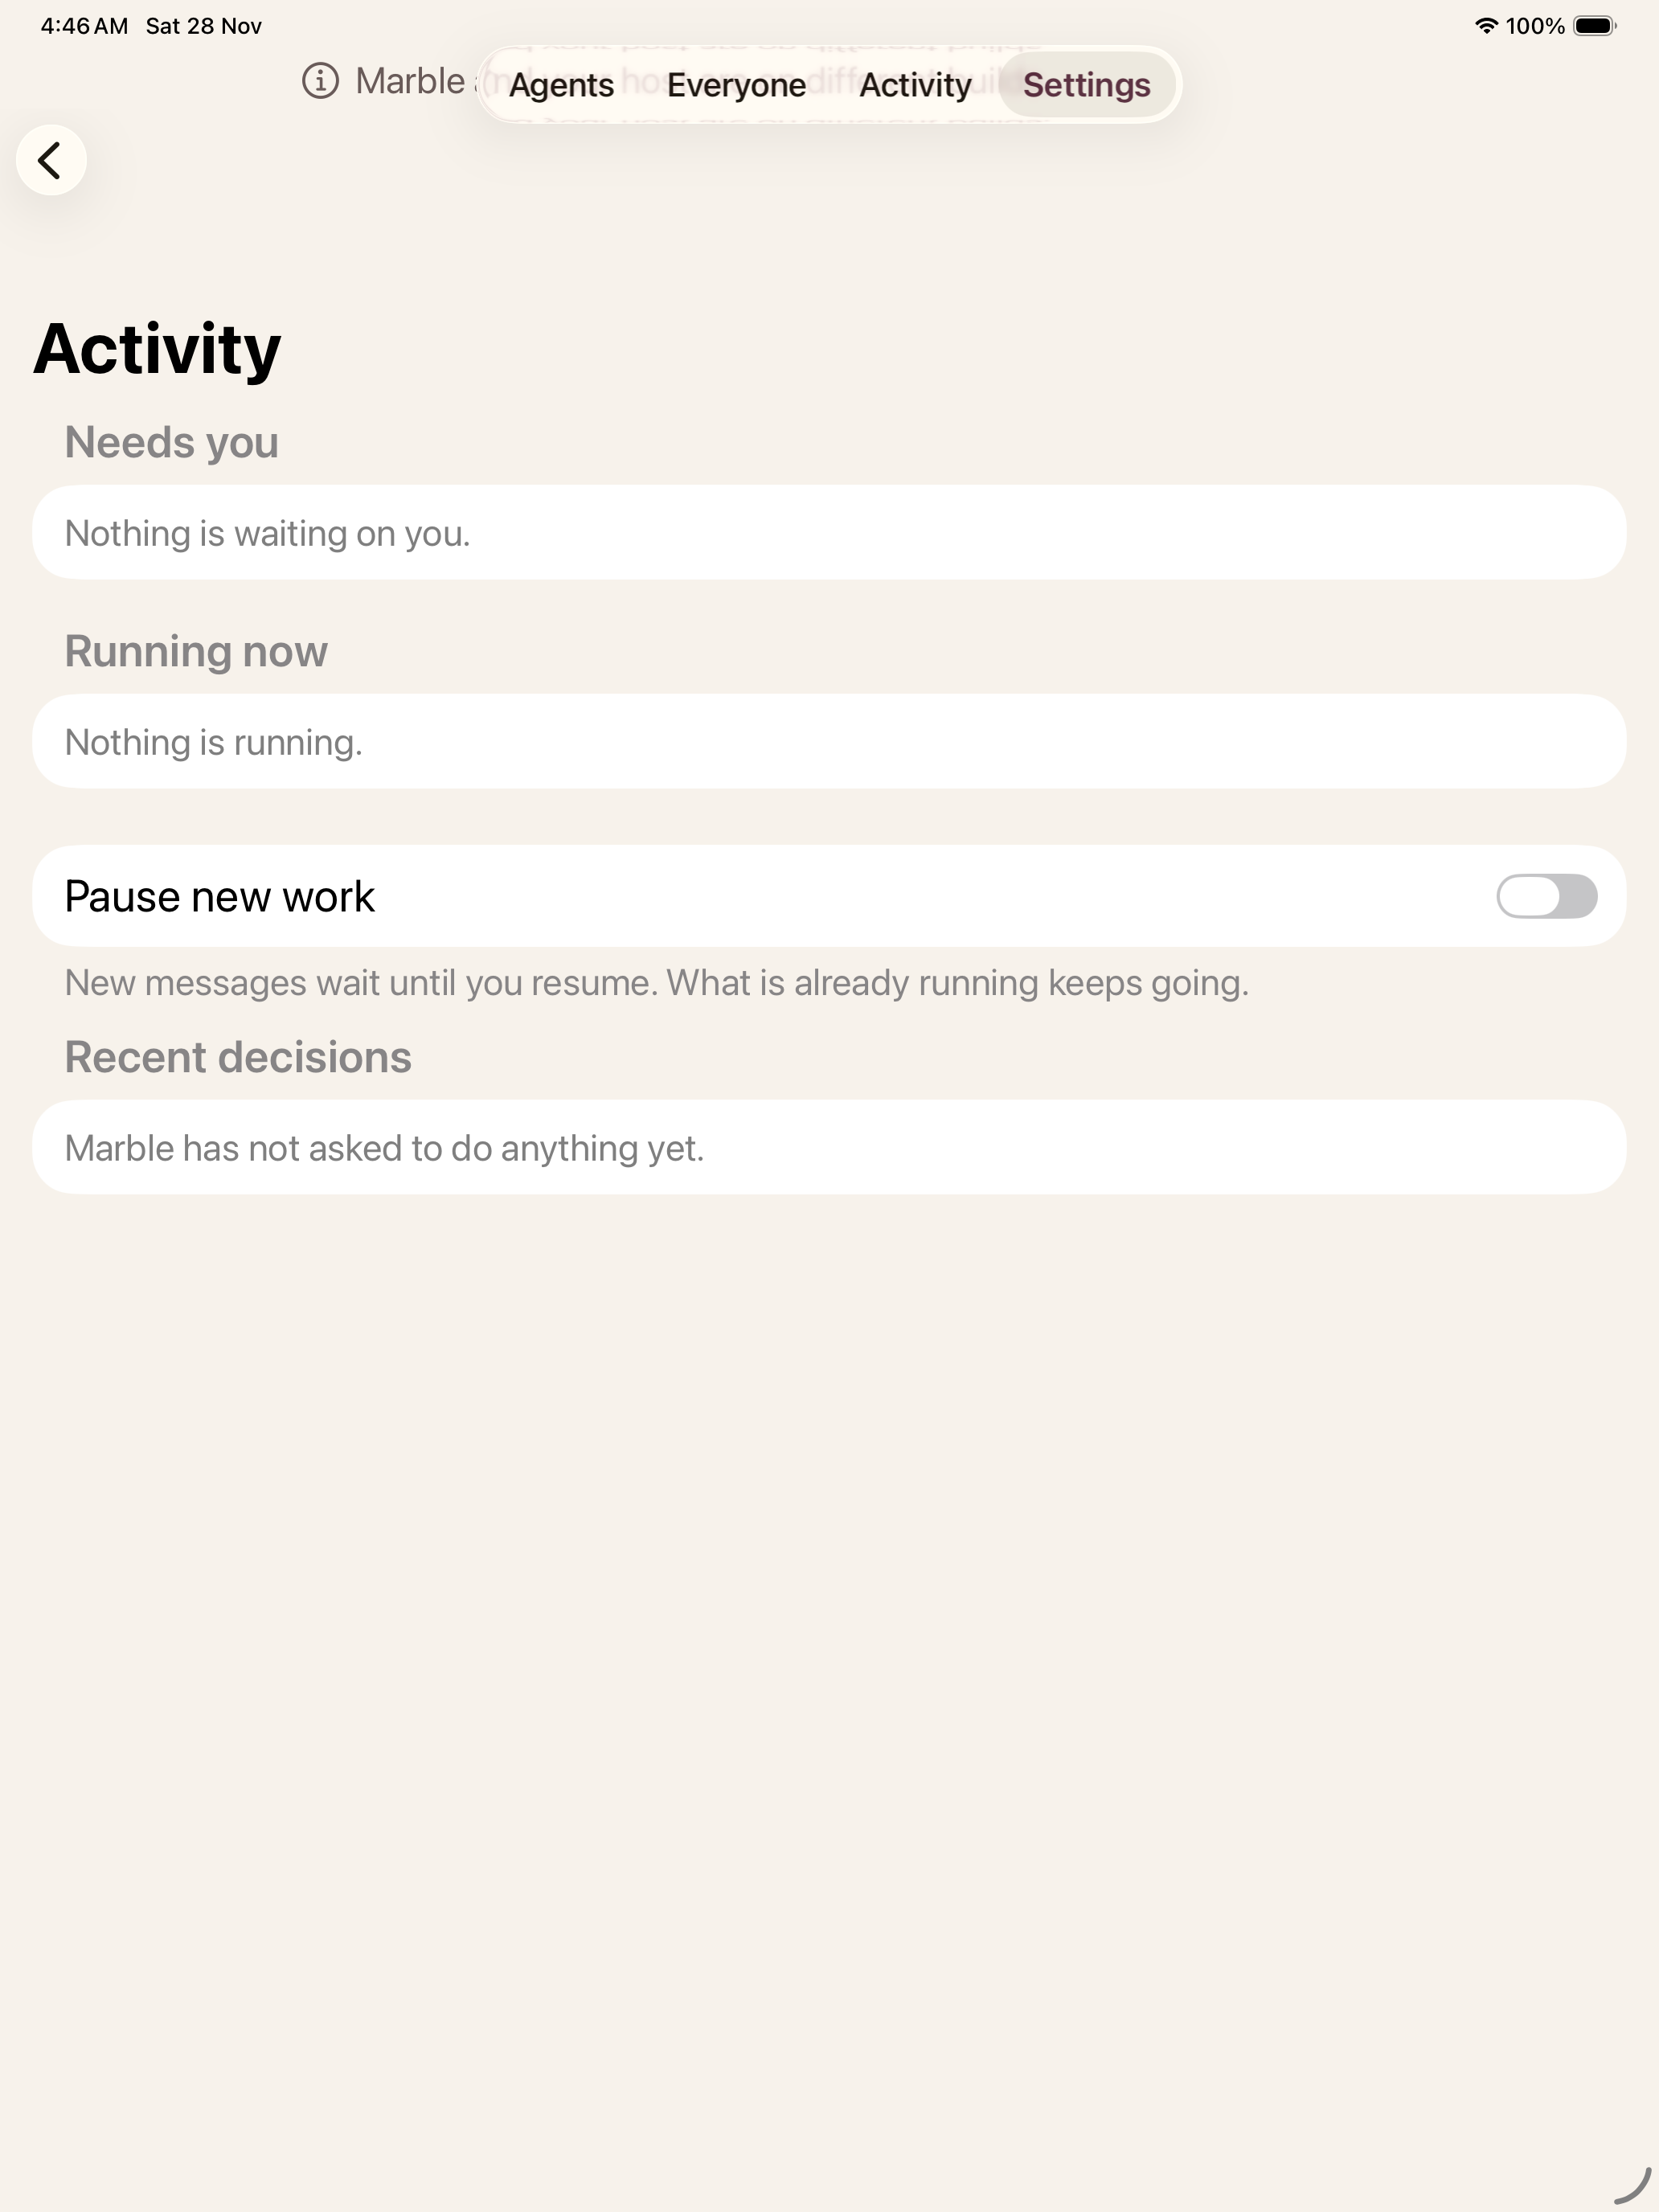 4:46 AM Sat 28 Nov
100%
Marble
Agents Everyone Activity Settings
Activity
Needs you
Nothing is waiting on you.
Running now
Nothing is running.
Pause new work
New messages wait until you resume. What is already running keeps going.
Recent decisions
Marble has not asked to do anything yet.